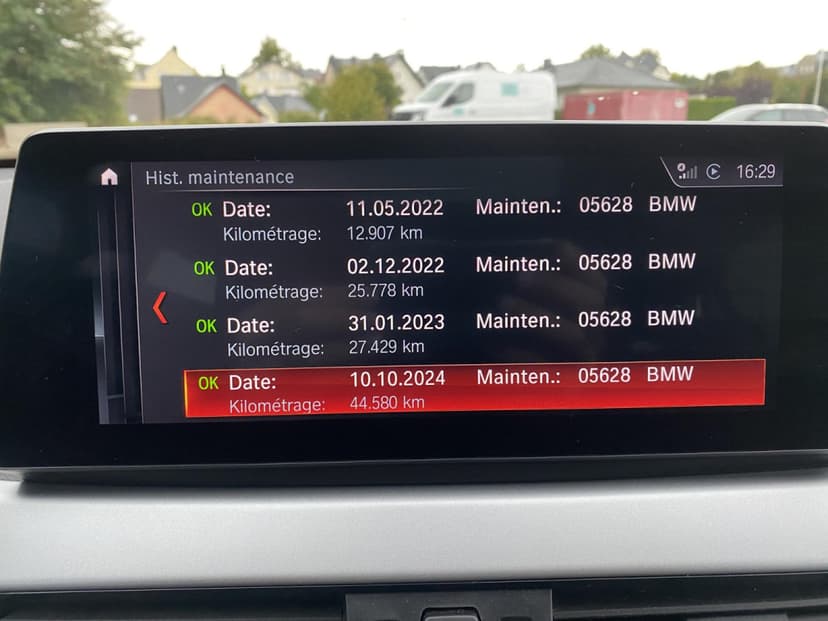 Hist. maintenance 16:29
OK Date: 11.05.2022 Mainten.: 05628 BMW
Kilométrage: 12.907 km
OK Date: 02.12.2022 Mainten.: 05628 BMW
Kilométrage: 25.778 km
OK Date: 31.01.2023 Mainten.: 05628 BMW
Kilométrage: 27.429 km
OK Date: 10.10.2024 Mainten.: 05628 BMW
Kilométrage: 44.580 km